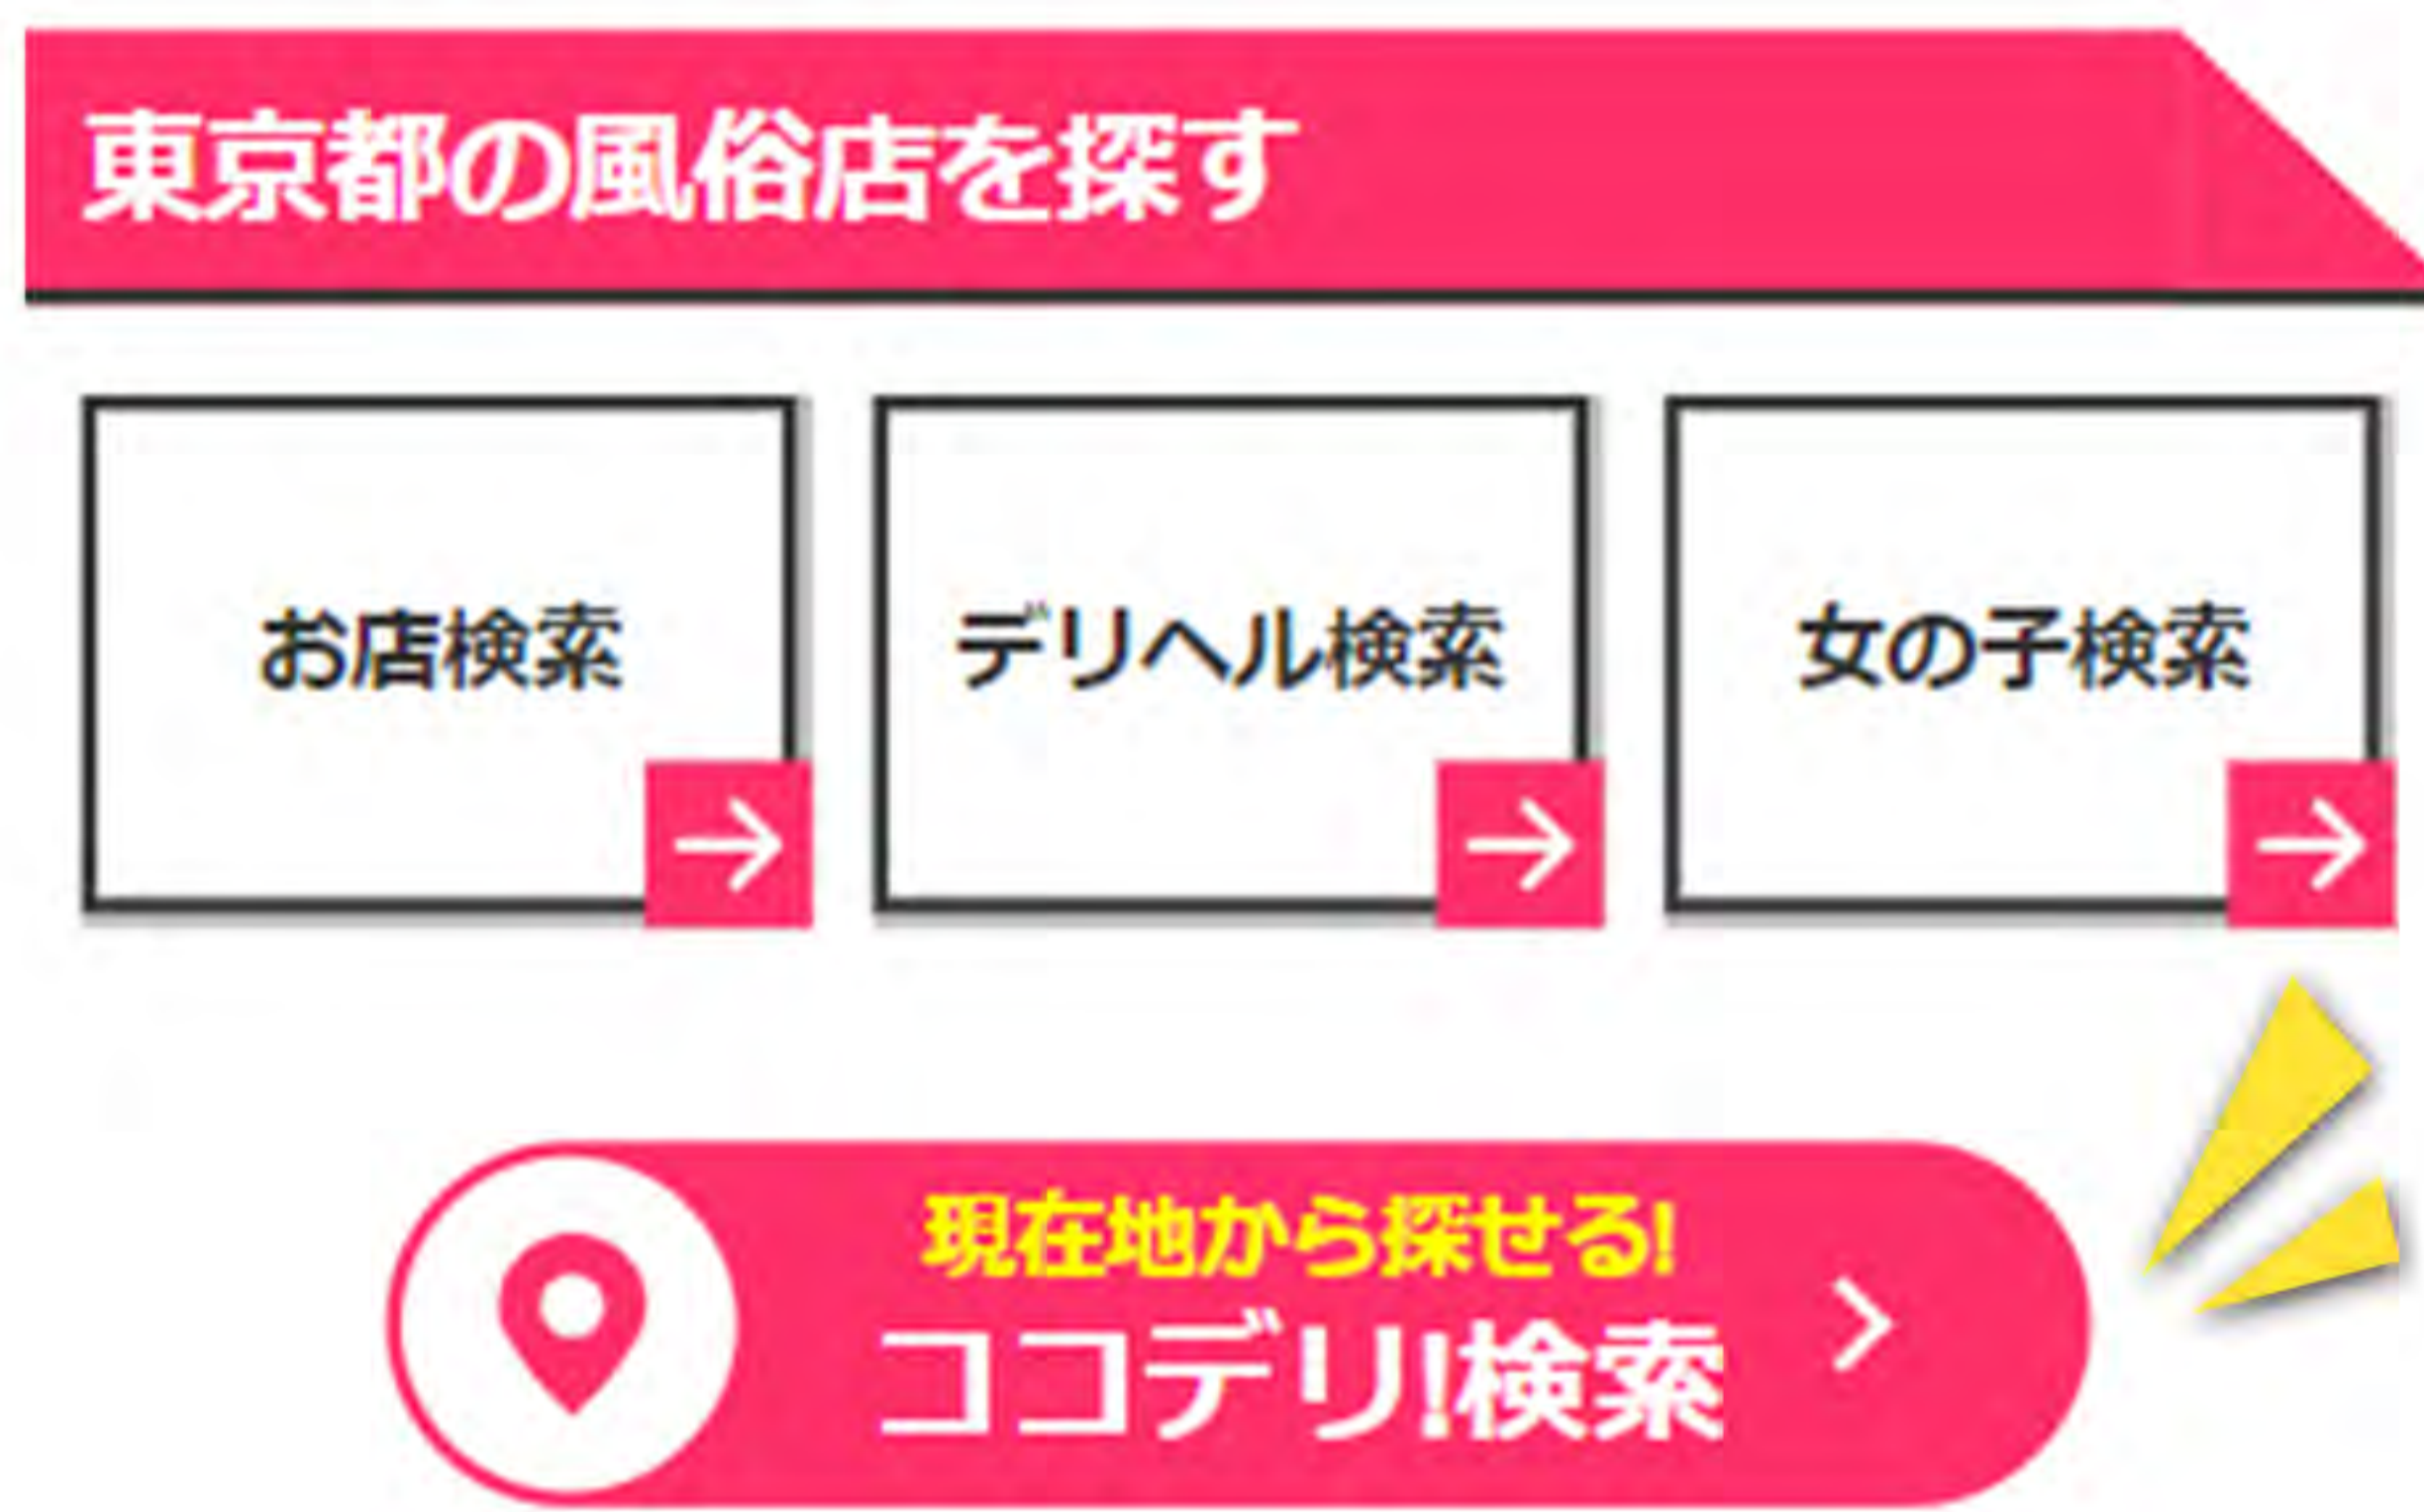 東京都の風俗店を探す
お店検索
デリヘル検索
女の子検索
現在地から探せる!
ココデリ!検索